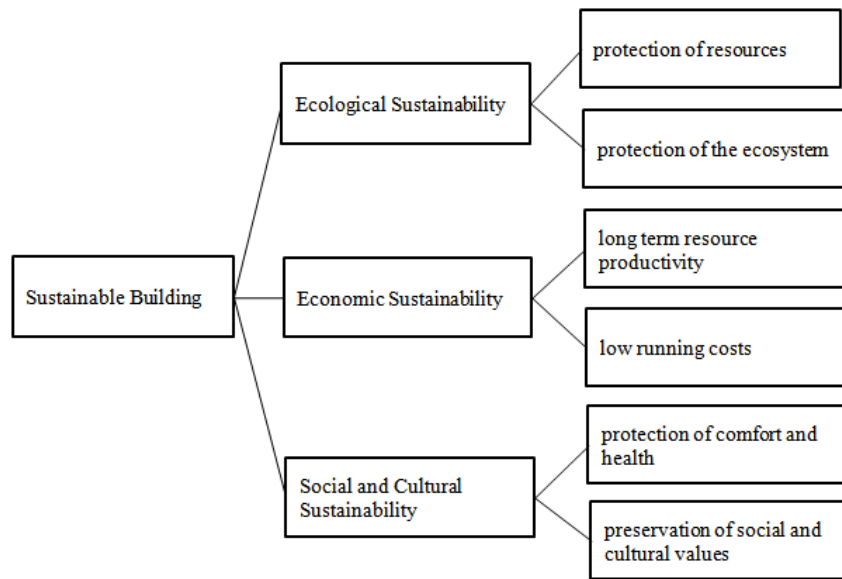 Sustainable Building
Ecological Sustainability
protection of resources
protection of the ecosystem
Economic Sustainability
long term resource
productivity
low running costs
Social and Cultural
Sustainability
protection of comfort and
health
preservation of social and
cultural values